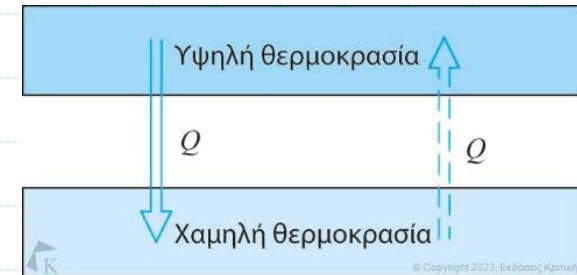 Υψηλή θερμοκρασία
Q
Q
Χαμηλή θερμοκρασία
K
© Copyright 2023, Εκδόσεις Κριτική